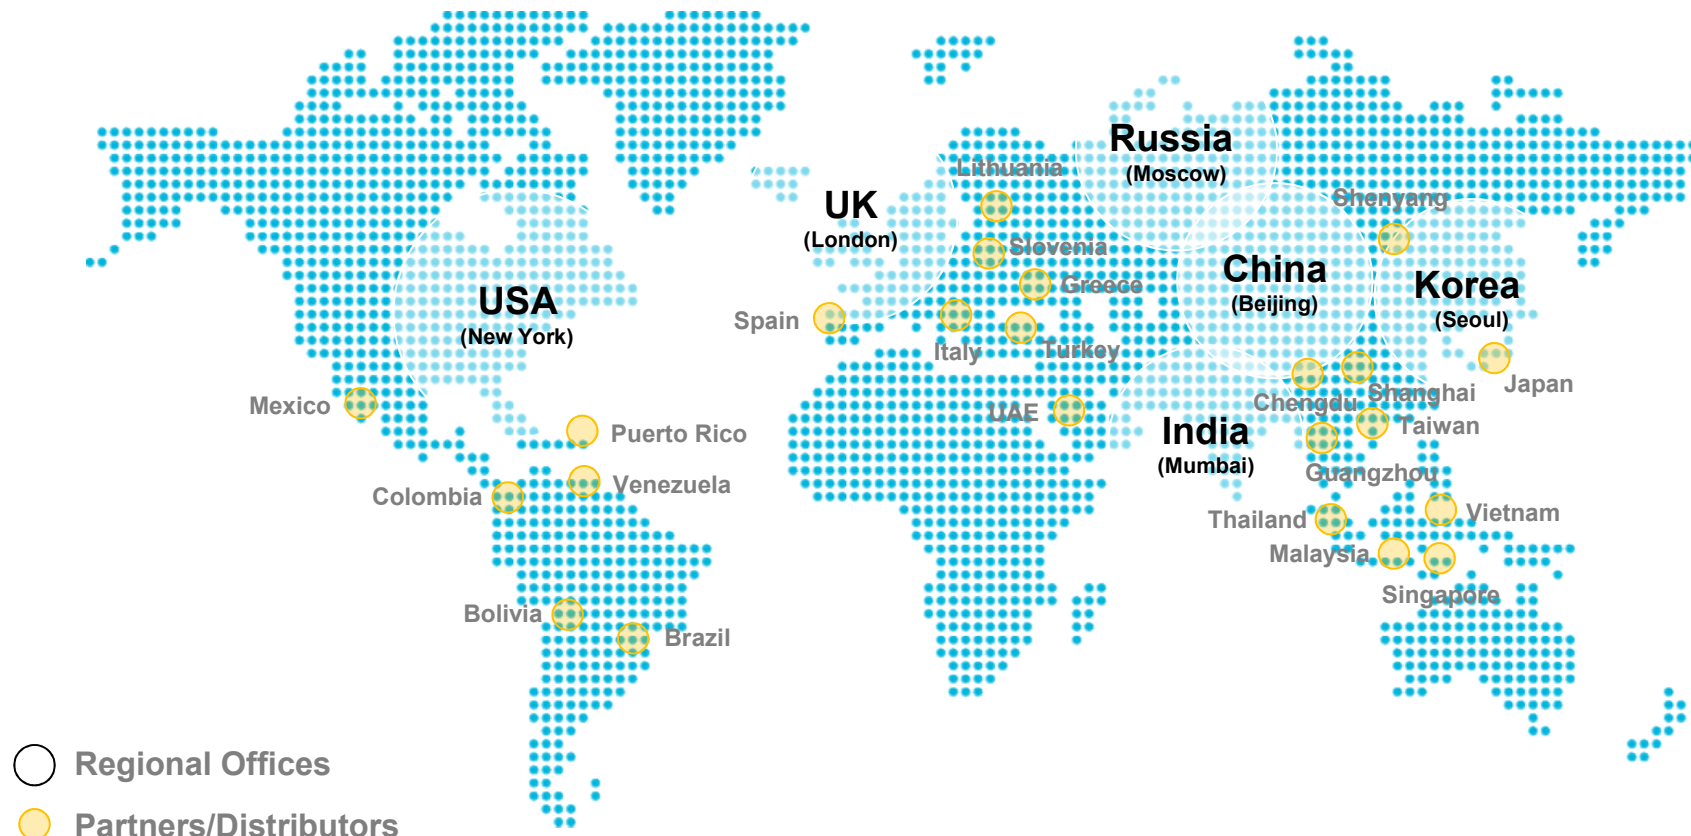 Russia
(Moscow)
Lithuania
Shenyang
UK
(London)
Slovenia
China
(Beijing)
Greece
Korea
(Seoul)
USA
(New York)
Spain
Italy
Turkey
Japan
Shanghai
Chengdu
Mexico
UAE
Puerto Rico
India
(Mumbai)
Taiwan
Guangzhou
Venezuela
Colombia
Thailand
Vietnam
Malaysia
Singapore
Bolivia
Brazil
Regional Offices
Partners/Distributors